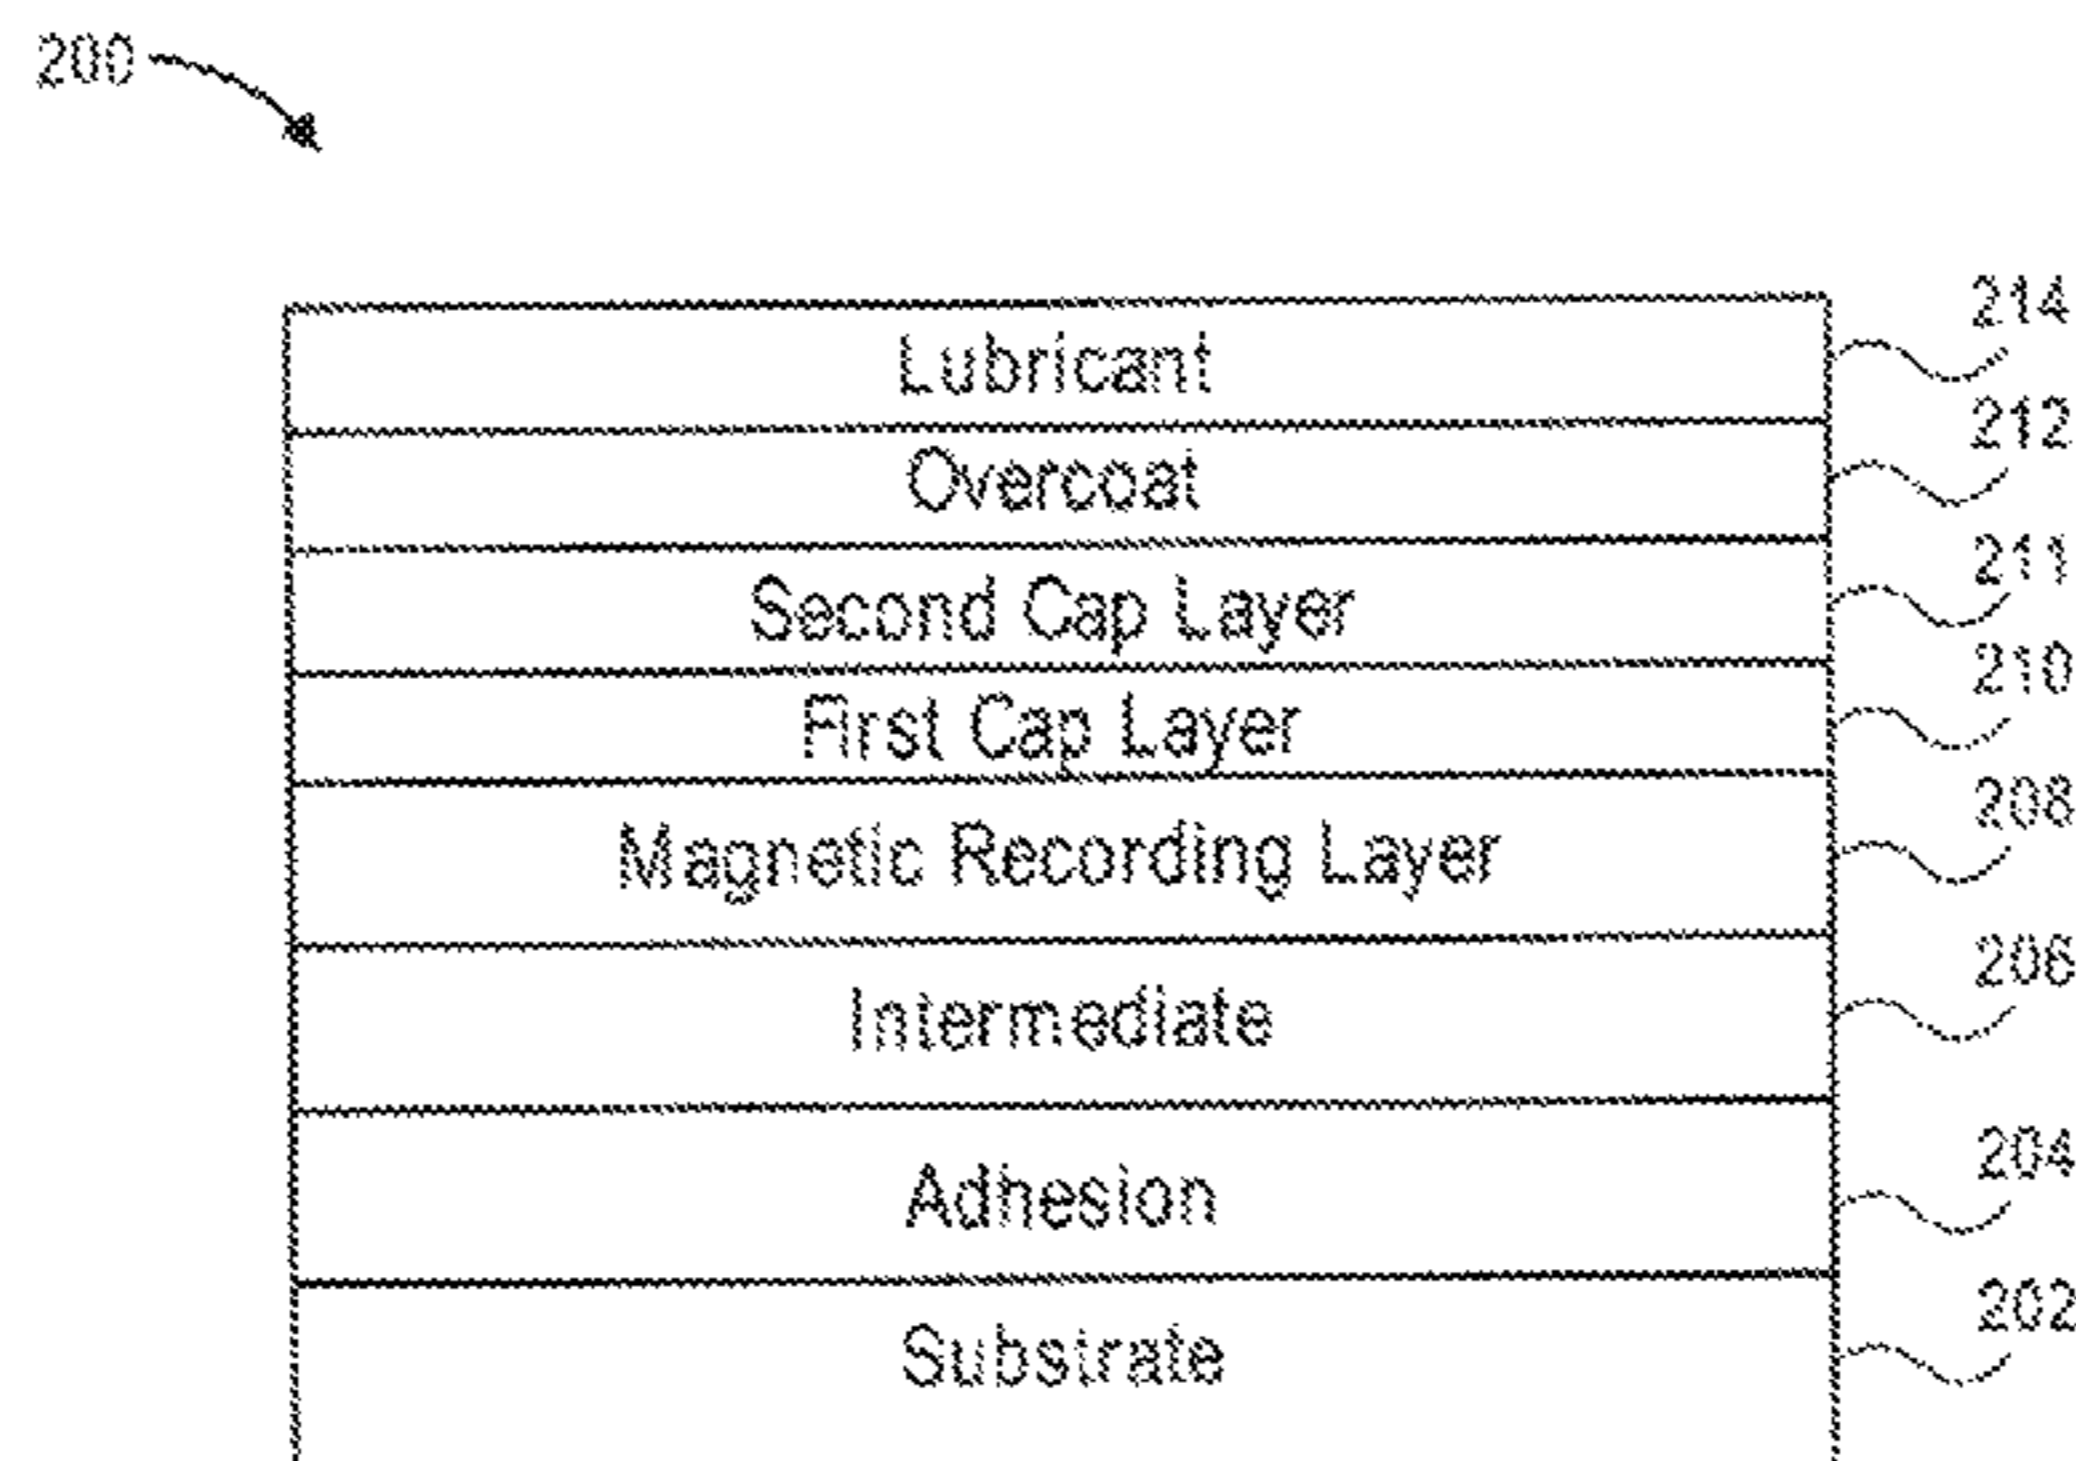 200
Lubricant 214
Overcoat 212
Second Cap Layer 211
First Cap Layer 210
Magnetic Recording Layer 208
Intermediate 206
Adhesion 204
Substrate 202